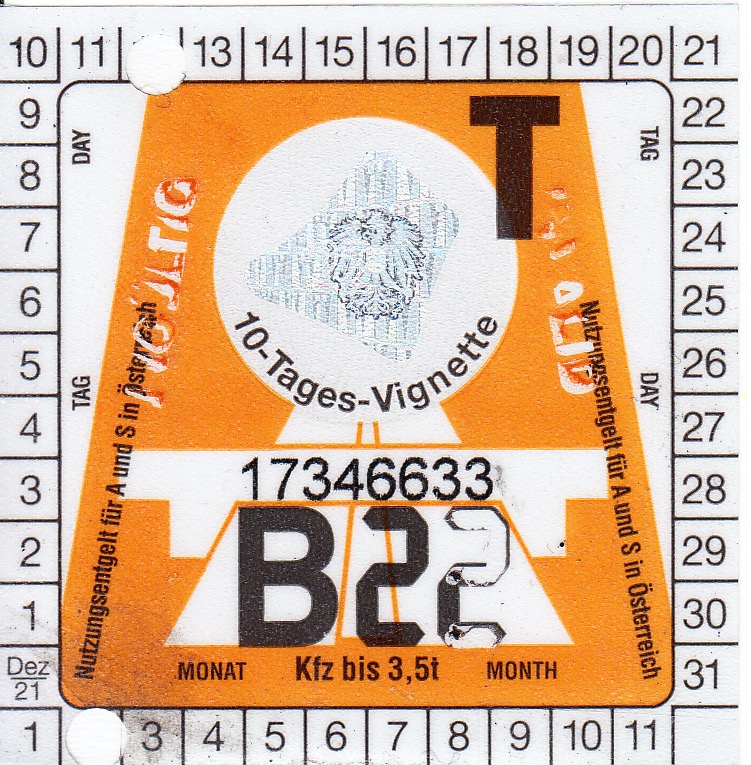 10 11 13 14 15 16 17 18 19 20 21
9 22
DAY T TAG
8 23
7 24
6 25
5 26
TAG DAY
4 27
3 28
2 29
1 30
Dez
21 31
1 3 4 5 6 7 8 9 10 11
10-Tages-Vignette
Nutzungsentgelt für A und S in Österreich
Nutzungsentgelt für A und S in Österreich
17346633
B22
MONAT Kfz bis 3,5t MONTH